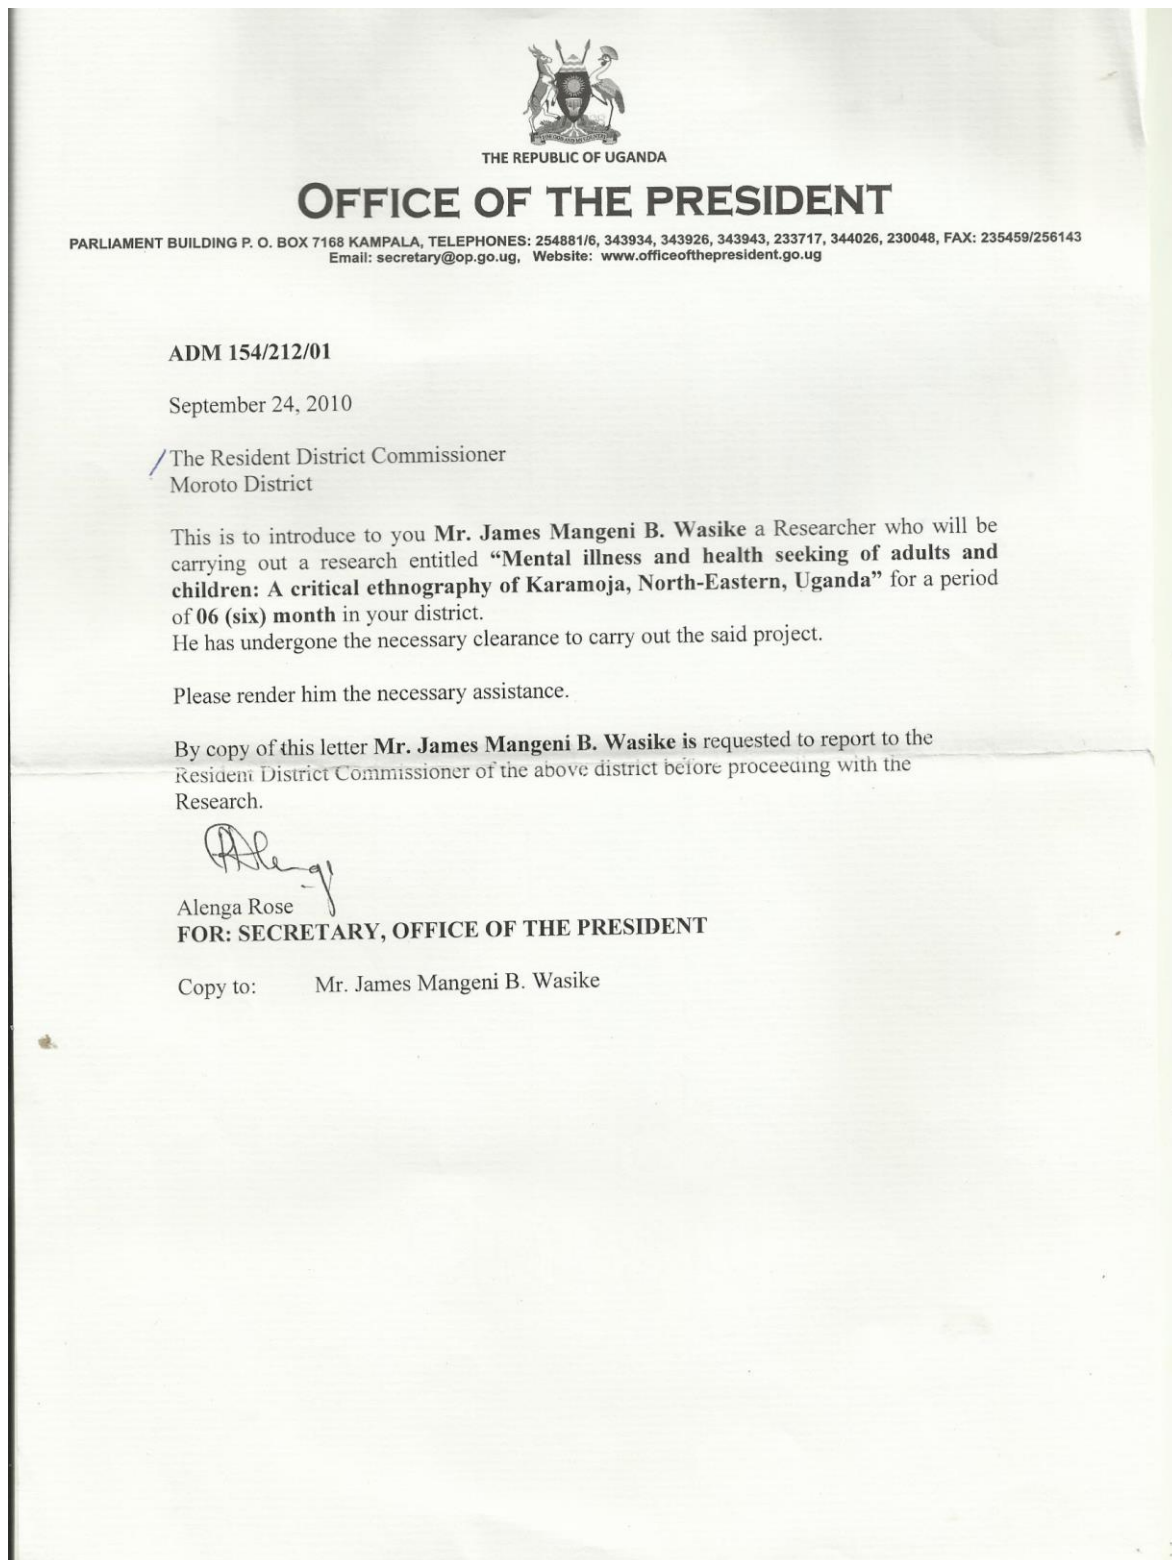 THE REPUBLIC OF UGANDA
OFFICE OF THE PRESIDENT
PARLIAMENT BUILDING P. O. BOX 7168 KAMPALA, TELEPHONES: 254881/6, 343934, 343926, 343943, 233717, 344026, 230048, FAX: 235459/256143
Email: secretary@op.go.ug, Website: www.officeofthepresident.go.ug
ADM 154/212/01
September 24, 2010
The Resident District Commissioner
Moroto District
This is to introduce to you Mr. James Mangeni B. Wasike a Researcher who will be
carrying out a research entitled “Mental illness and health seeking of adults and
children: A critical ethnography of Karamoja, North-Eastern, Uganda” for a period
of 06 (six) month in your district.
He has undergone the necessary clearance to carry out the said project.
Please render him the necessary assistance.
By copy of this letter Mr. James Mangeni B. Wasike is requested to report to the
Resident District Commissioner of the above district before proceeding with the
Research.
Alenga Rose
FOR: SECRETARY, OFFICE OF THE PRESIDENT
Copy to: Mr. James Mangeni B. Wasike